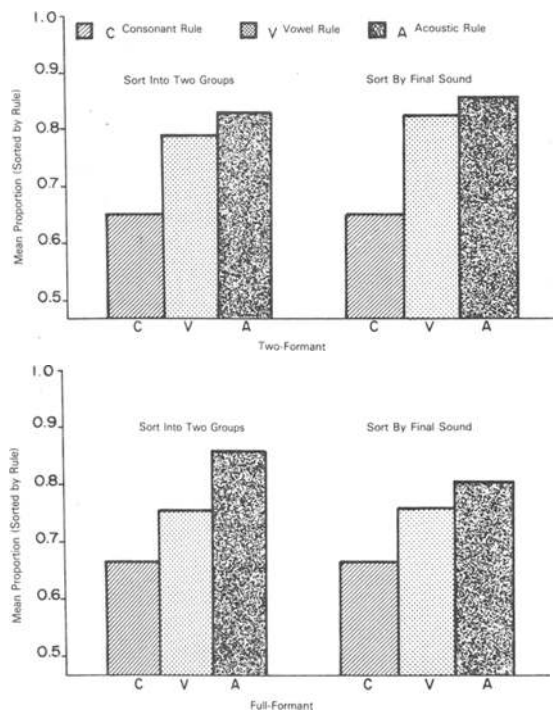 1.0
C Consonant Rule V Vowel Rule A Acoustic Rule
0.9
Sort Into Two Groups Sort By Final Sound
0.8
Mean Proportion (Sorted by Rule)
0.7
0.6
0.5
C V A C V A
Two-Formant
1.0
0.9
Sort Into Two Groups Sort By Final Sound
0.8
Mean Proportion (Sorted by Rule)
0.7
0.6
0.5
C V A C V A
Full-Formant